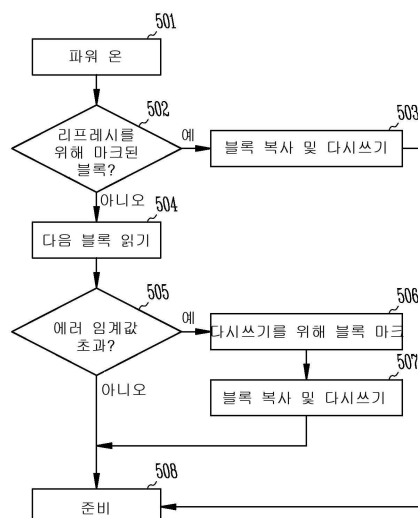 501
파워 온
502
리프레시를
위해 마크된
블록?
예
503
블록 복사 및 다시쓰기
아니오
504
다음 블록 읽기
505
에러 임계값
초과?
예
506
다시쓰기를 위해 블록 마크
507
블록 복사 및 다시쓰기
아니오
508
준비